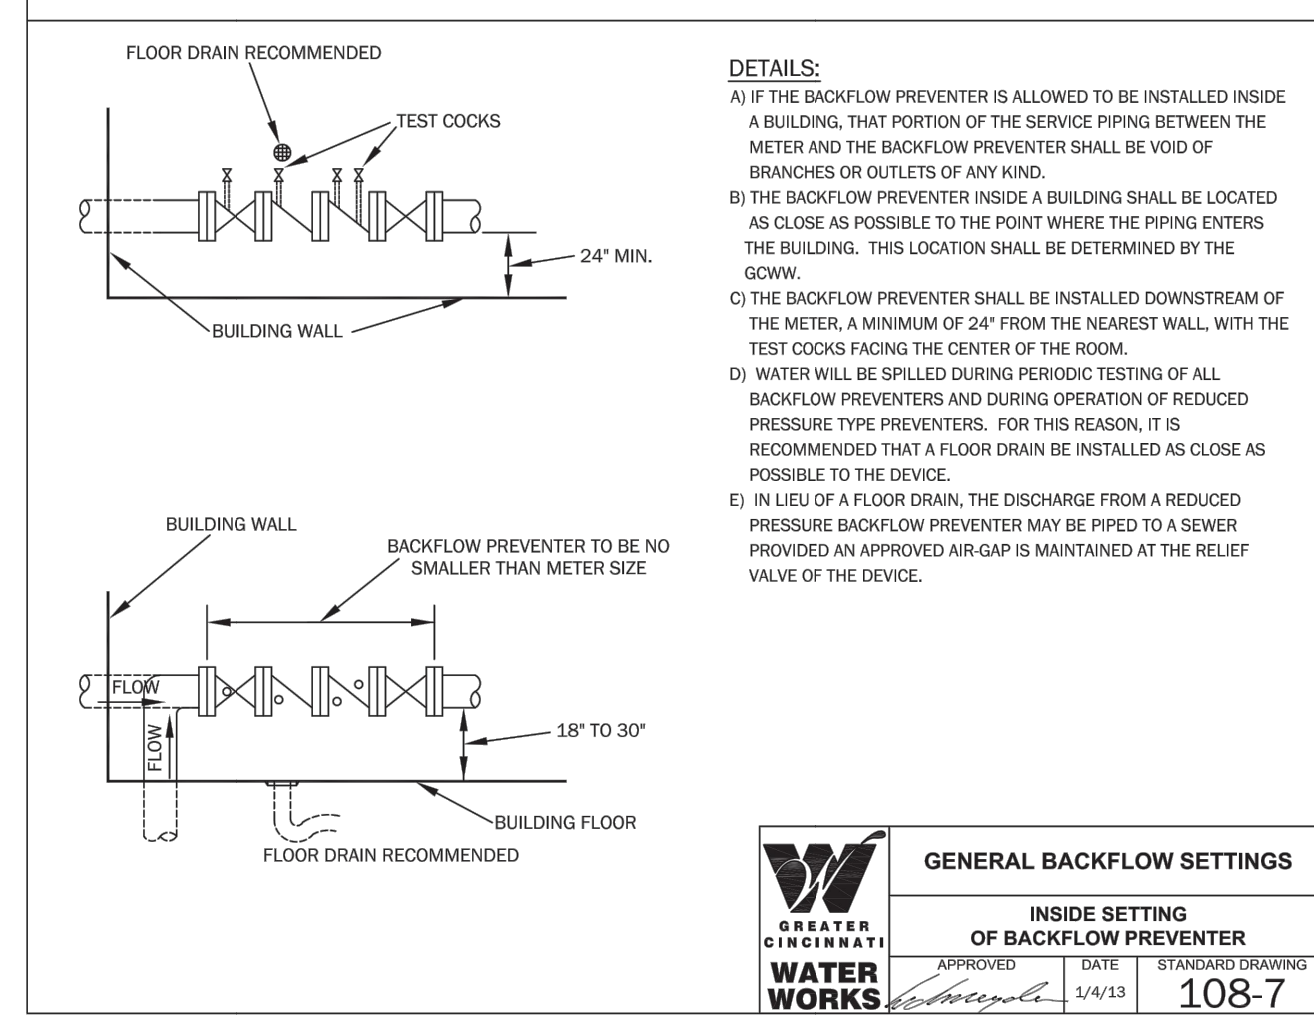 FLOOR DRAIN RECOMMENDED
TEST COCKS
24" MIN.
BUILDING WALL
BUILDING WALL
BACKFLOW PREVENTER TO BE NO
SMALLER THAN METER SIZE
FLOW
FLOW
18" TO 30"
BUILDING FLOOR
FLOOR DRAIN RECOMMENDED
DETAILS:
A) IF THE BACKFLOW PREVENTER IS ALLOWED TO BE INSTALLED INSIDE
A BUILDING, THAT PORTION OF THE SERVICE PIPING BETWEEN THE
METER AND THE BACKFLOW PREVENTER SHALL BE VOID OF
BRANCHES OR OUTLETS OF ANY KIND.
B) THE BACKFLOW PREVENTER INSIDE A BUILDING SHALL BE LOCATED
AS CLOSE AS POSSIBLE TO THE POINT WHERE THE PIPING ENTERS
THE BUILDING. THIS LOCATION SHALL BE DETERMINED BY THE
GCWW.
C) THE BACKFLOW PREVENTER SHALL BE INSTALLED DOWNSTREAM OF
THE METER, A MINIMUM OF 24" FROM THE NEAREST WALL, WITH THE
TEST COCKS FACING THE CENTER OF THE ROOM.
D) WATER WILL BE SPILLED DURING PERIODIC TESTING OF ALL
BACKFLOW PREVENTERS AND DURING OPERATION OF REDUCED
PRESSURE TYPE PREVENTERS. FOR THIS REASON, IT IS
RECOMMENDED THAT A FLOOR DRAIN BE INSTALLED AS CLOSE AS
POSSIBLE TO THE DEVICE.
E) IN LIEU OF A FLOOR DRAIN, THE DISCHARGE FROM A REDUCED
PRESSURE BACKFLOW PREVENTER MAY BE PIPED TO A SEWER
PROVIDED AN APPROVED AIR-GAP IS MAINTAINED AT THE RELIEF
VALVE OF THE DEVICE.
W
GREATER
CINCINNATI
WATER
WORKS
GENERAL BACKFLOW SETTINGS
INSIDE SETTING
OF BACKFLOW PREVENTER
APPROVED
DATE
1/4/13
STANDARD DRAWING
108-7